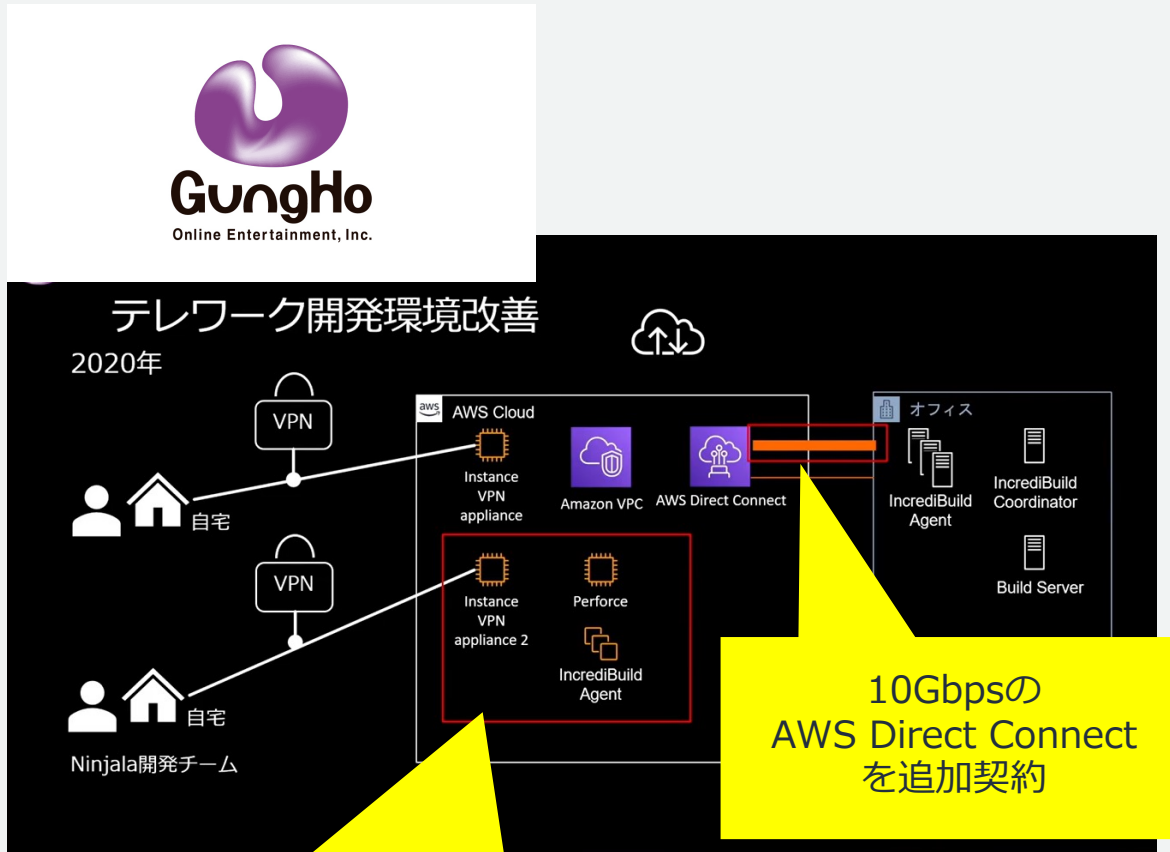 GungHo
Online Entertainment, Inc.
テレワーク開発環境改善
2020年
VPN
自宅
VPN
自宅
Ninjala開発チーム
aws
AWS Cloud
Instance
VPN
appliance
Amazon VPC
AWS Direct Connect
Instance
VPN
appliance 2
Perforce
IncrediBuild
Agent
オフィス
IncrediBuild
Agent
IncrediBuild
Coordinator
Build Server
10Gbpsの
AWS Direct Connect
を追加契約